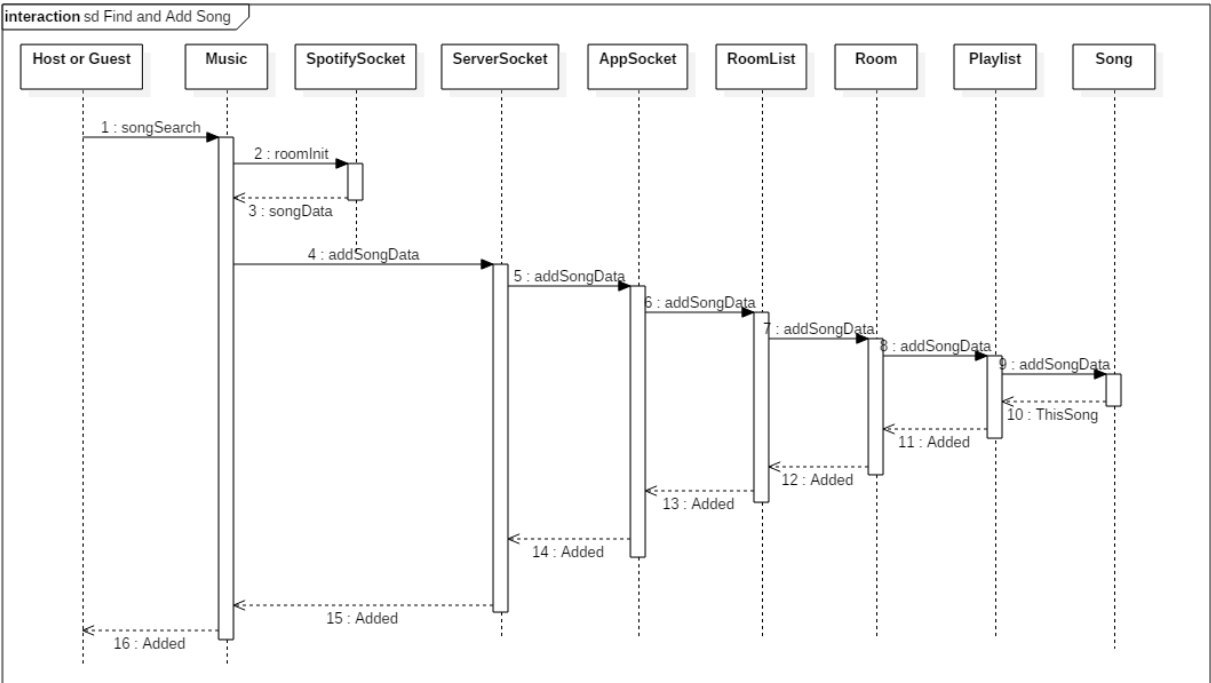 interaction sd Find and Add Song
Host or Guest
Music
SpotifySocket
ServerSocket
AppSocket
RoomList
Room
Playlist
Song
1 : songSearch
2 : roomInit
3 : songData
4 : addSongData
5 : addSongData
6 : addSongData
7 : addSongData
8 : addSongData
9 : addSongData
10 : ThisSong
11 : Added
12 : Added
13 : Added
14 : Added
15 : Added
16 : Added